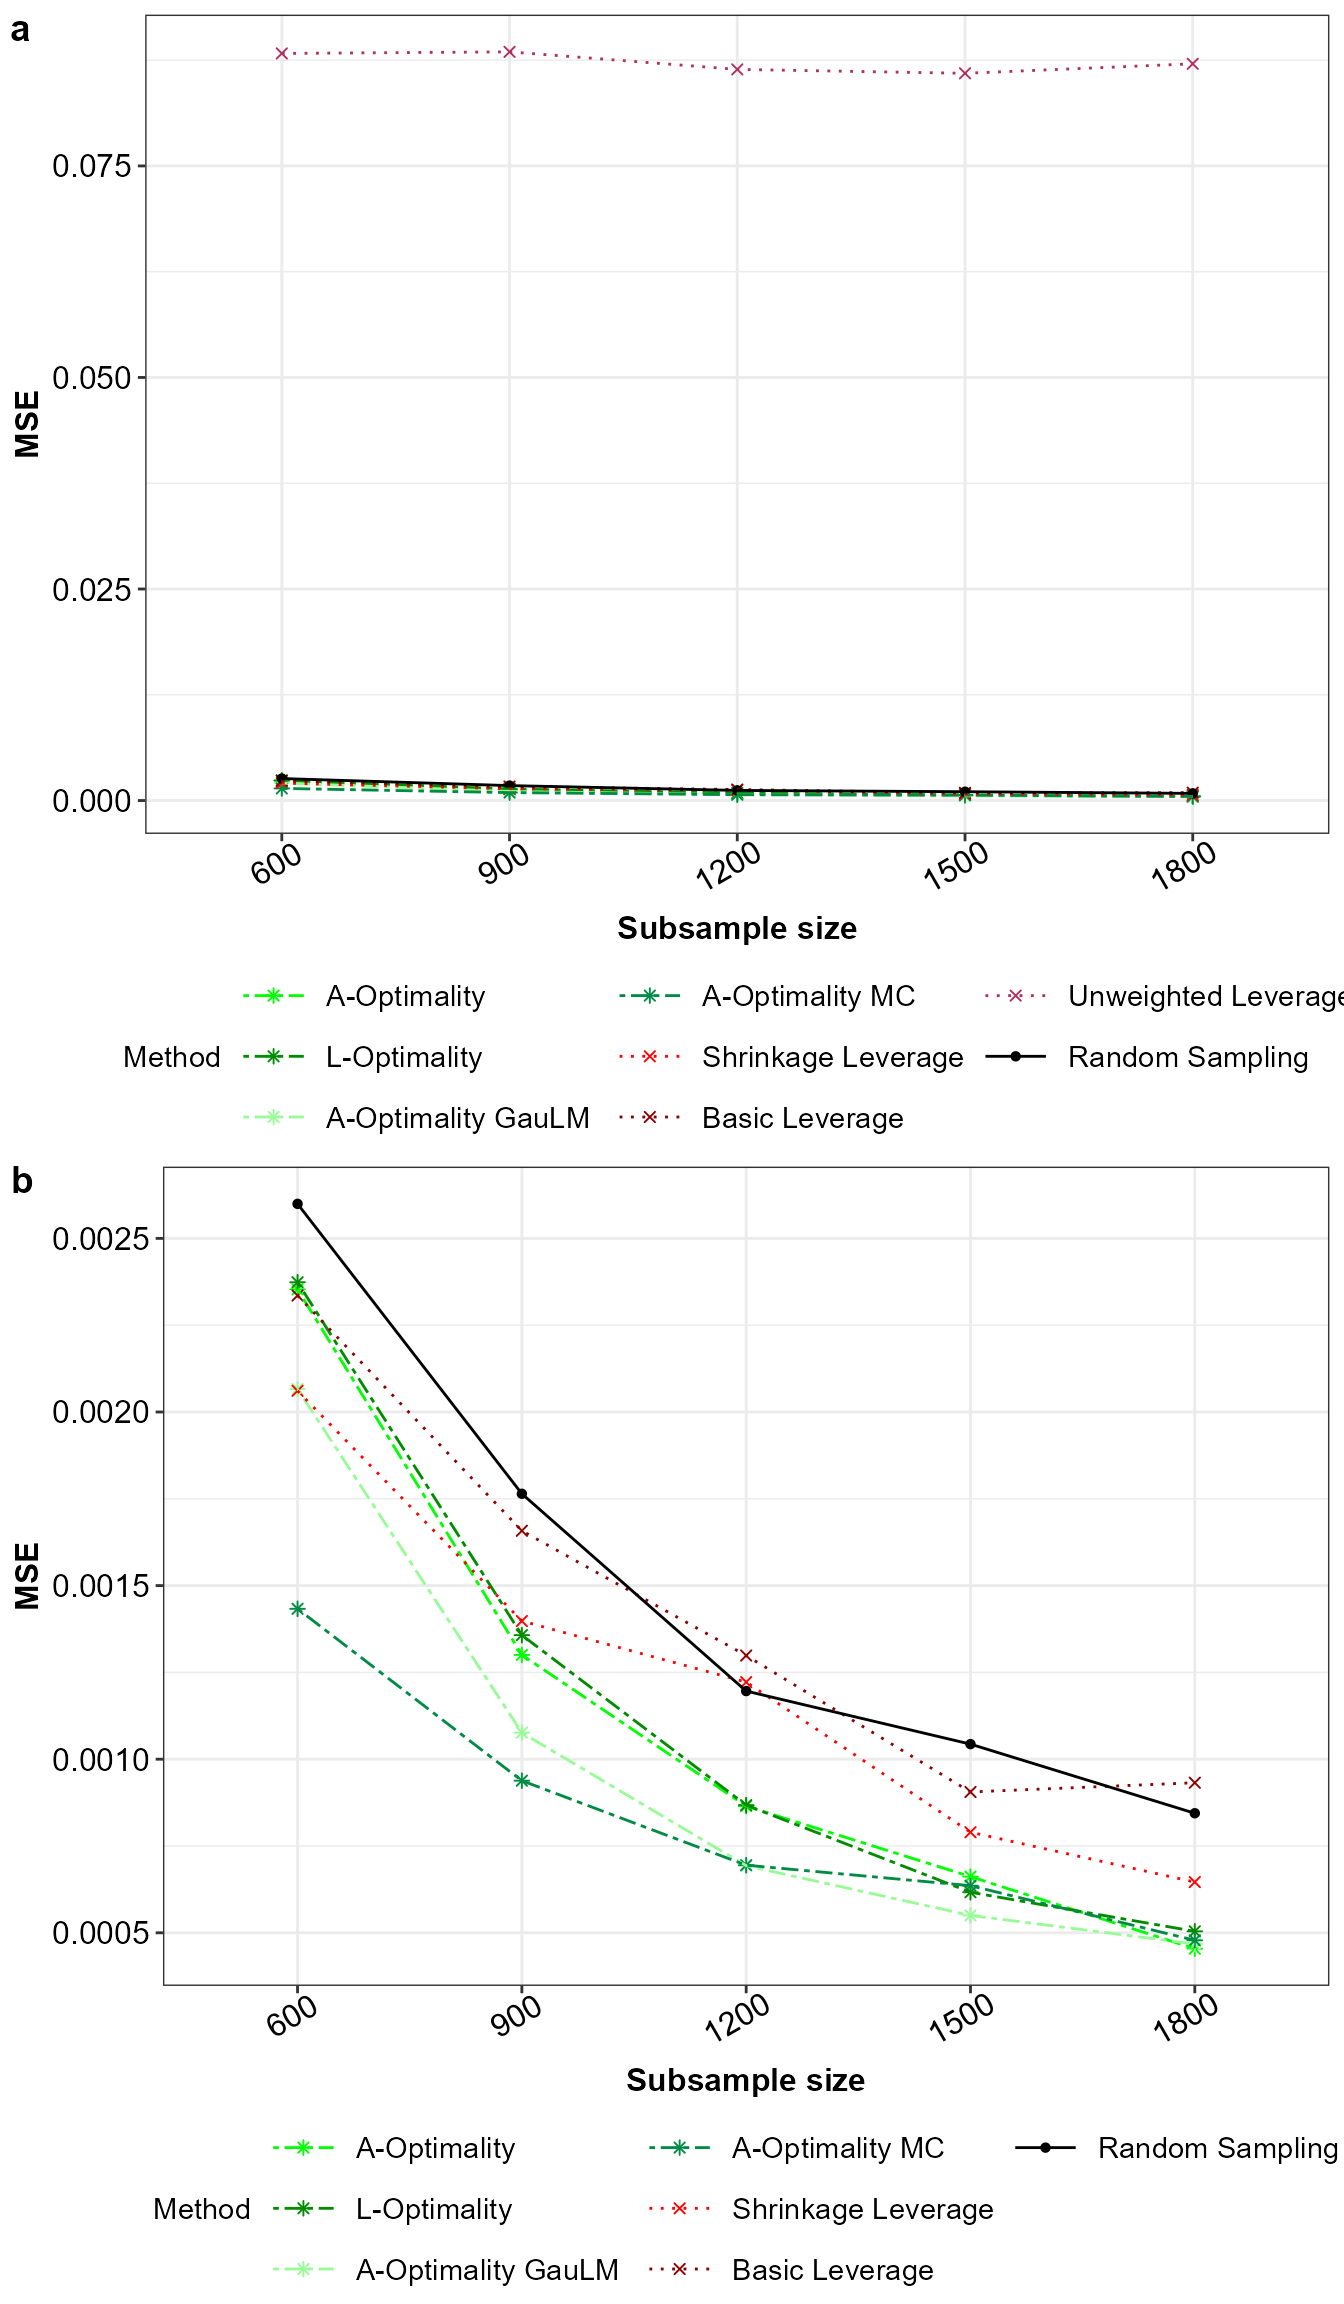 a
0.075
0.050
0.025
0.000
MSE
600 900 1200 1500 1800
Subsample size
Method
A-Optimality
L-Optimality
A-Optimality GauLM
A-Optimality MC
Shrinkage Leverage
Basic Leverage
Unweighted Leverage
Random Sampling
b
0.0025
0.0020
0.0015
0.0010
0.0005
MSE
600 900 1200 1500 1800
Subsample size
Method
A-Optimality
L-Optimality
A-Optimality GauLM
A-Optimality MC
Shrinkage Leverage
Basic Leverage
Random Sampling